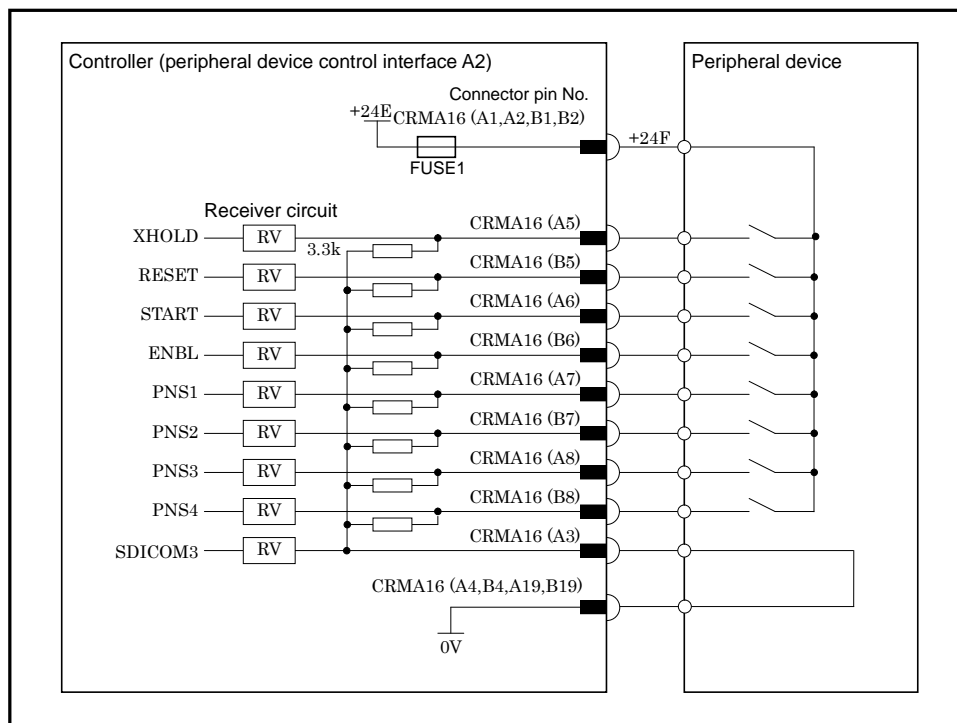 Controller (peripheral device control interface A2)
Peripheral device
Connector pin No.
+24E CRMA16 (A1,A2,B1,B2)
+24F
FUSE1
Receiver circuit
XHOLD RV 3.3k CRMA16 (A5)
RESET RV CRMA16 (B5)
START RV CRMA16 (A6)
ENBL RV CRMA16 (B6)
PNS1 RV CRMA16 (A7)
PNS2 RV CRMA16 (B7)
PNS3 RV CRMA16 (A8)
PNS4 RV CRMA16 (B8)
SDICOM3 RV CRMA16 (A3)
CRMA16 (A4,B4,A19,B19)
0V